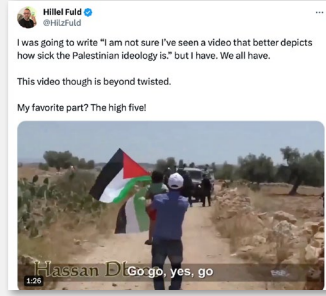 Hillel Fuld
@HilzFuld
I was going to write "I am not sure I've seen a video that better depicts
how sick the Palestinian ideology is." but I have. We all have.
This video though is beyond twisted.
My favorite part? The high five!
Hassan
Go go, yes, go
1:26